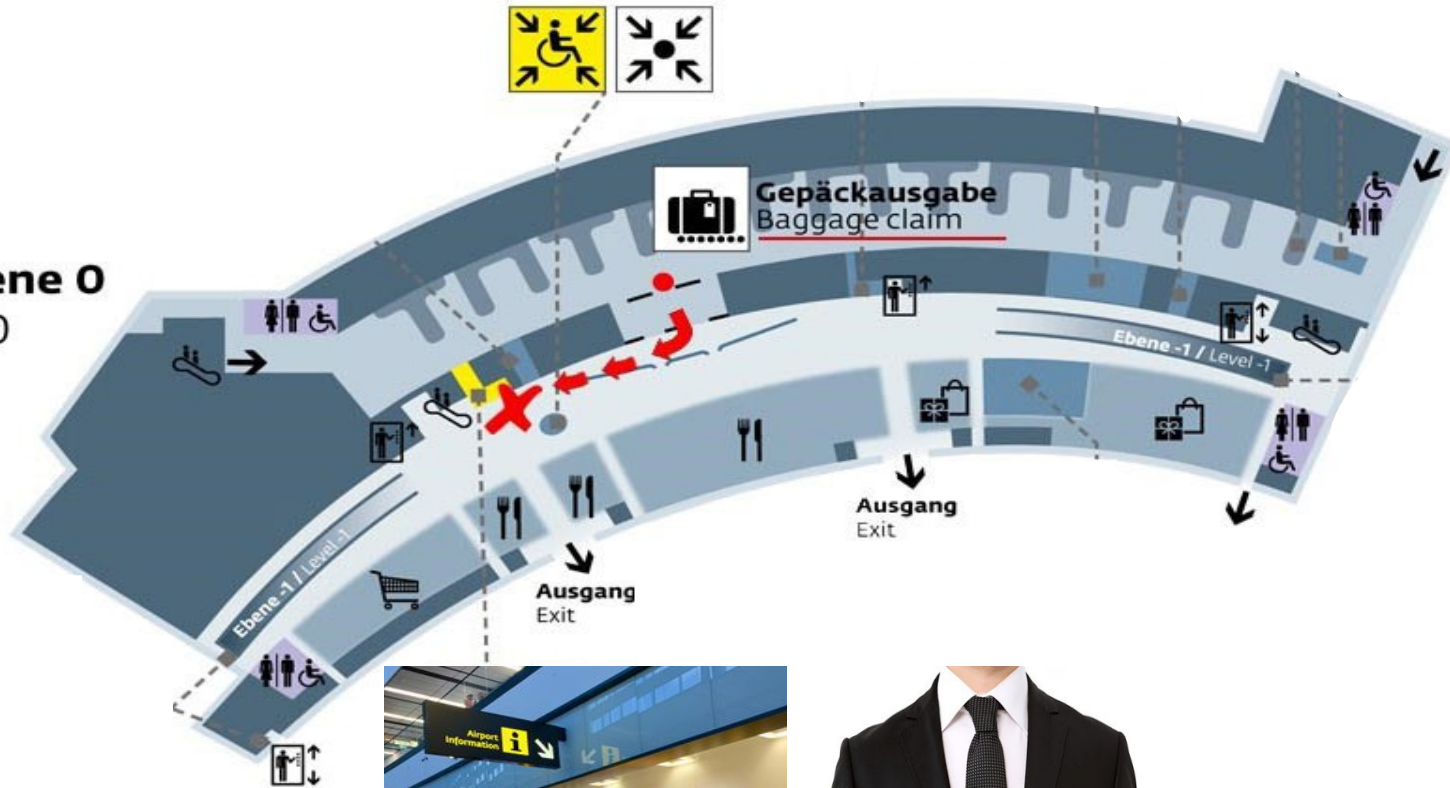 Gepäckausgabe
Baggage claim
ene 0
0
Ebene -1 / Level -1
Ausgang
Exit
Ausgang
Exit
Ebene -1 / Level -1
Airport
Information i